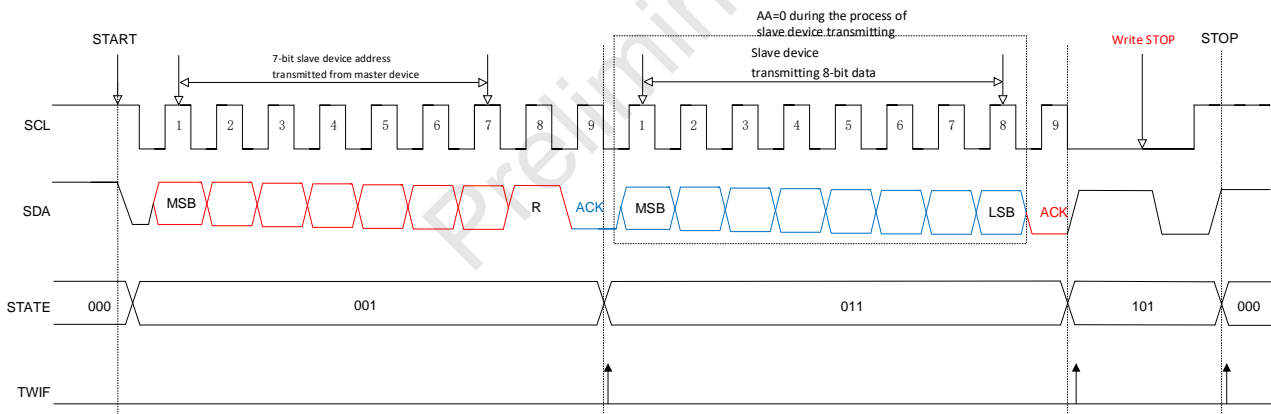 AA=0 during the process of
slave device transmitting
START
7-bit slave device address
transmitted from master device
Slave device
transmitting 8-bit data
Write STOP
STOP
SCL
1 2 3 4 5 6 7 8 9 1 2 3 4 5 6 7 8 9
SDA
MSB R ACK MSB LSB ACK
STATE
000 001 011 101 000
TWIF
Prelimin